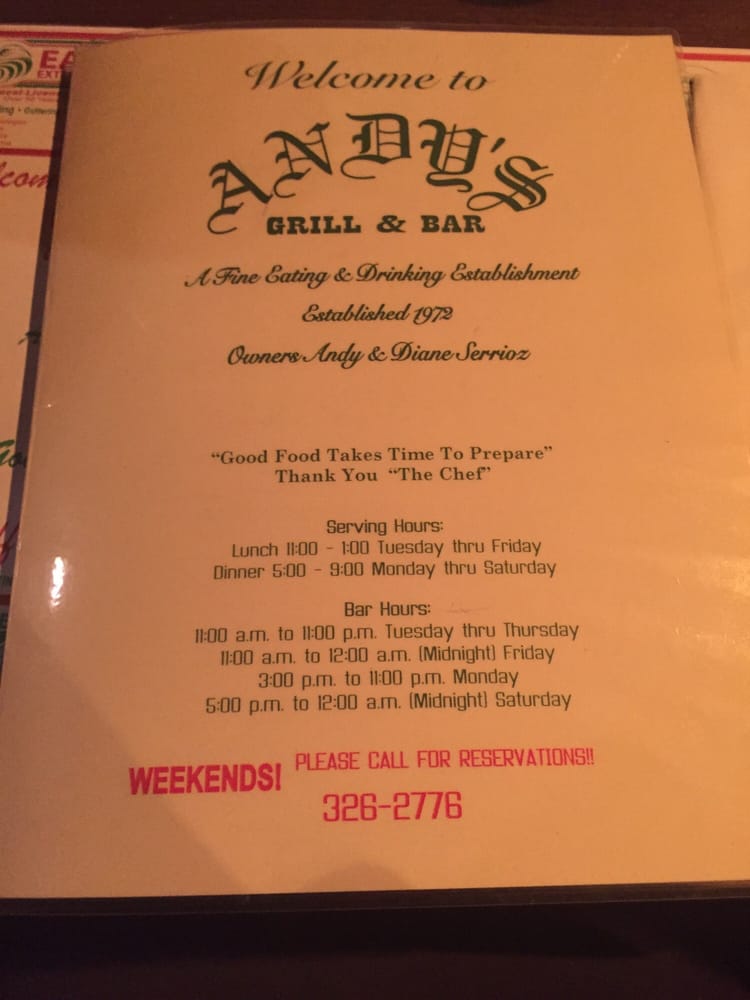 EA
EXT
Welcome to
ANDY'S
GRILL & BAR
A Fine Eating & Drinking Establishment
Established 1972
Owners Andy & Diane Serrioz
“Good Food Takes Time To Prepare”
Thank You “The Chef”
Serving Hours:
Lunch 11:00 - 1:00 Tuesday thru Friday
Dinner 5:00 - 9:00 Monday thru Saturday
Bar Hours:
11:00 a.m. to 11:00 p.m. Tuesday thru Thursday
11:00 a.m. to 12:00 a.m. (Midnight) Friday
3:00 p.m. to 11:00 p.m. Monday
5:00 p.m. to 12:00 a.m. (Midnight) Saturday
WEEKENDS! PLEASE CALL FOR RESERVATIONS!!
326-2776